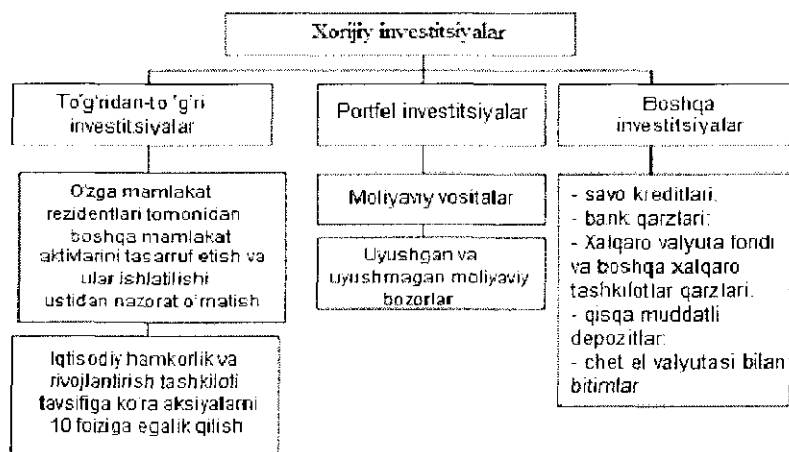 Xorijiy investitsiyalar
To'g'ridan-to'g'ri
investitsiyalar
O'zga mamlakat
rezidentlari tomonidan
boshqa mamlakat
aktivlarini tasarruf etish va
ular ishlatilishi
ustidan nazorat o'rnatish
Iqtisodiy hamkorlik va
rivojlantirish tashkiloti
tavsifiga ko'ra aksiyalarni
10 foiziga egalik qilish
Portfel investitsiyalar
Moliyaviy vositalar
Uyushgan va
uyushmagan moliyaviy
bozorlar
Boshqa
investitsiyalar
- savo kreditlari;
- bank qarzlari;
- Xalqaro valyuta fondi
va boshqa xalqaro
tashkilotlar qarzlari.
- qisqa muddatli
depozitlar;
- chet el valyutasi bilan
bitimlar